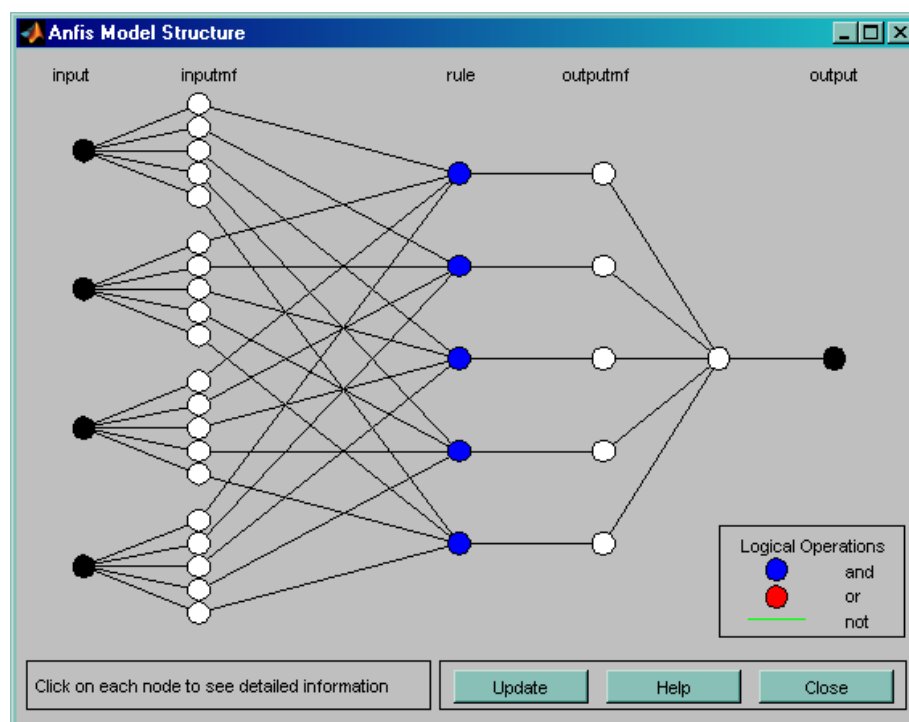 Anfis Model Structure
input inputmf rule outputmf output
Logical Operations
and
or
not
Click on each node to see detailed information
Update Help Close